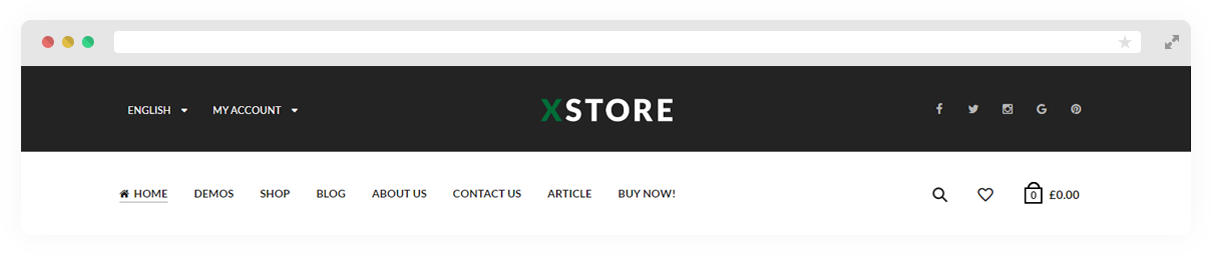 ENGLISH MY ACCOUNT XSTORE
HOME DEMOS SHOP BLOG ABOUT US CONTACT US ARTICLE BUY NOW! 0 £0.00